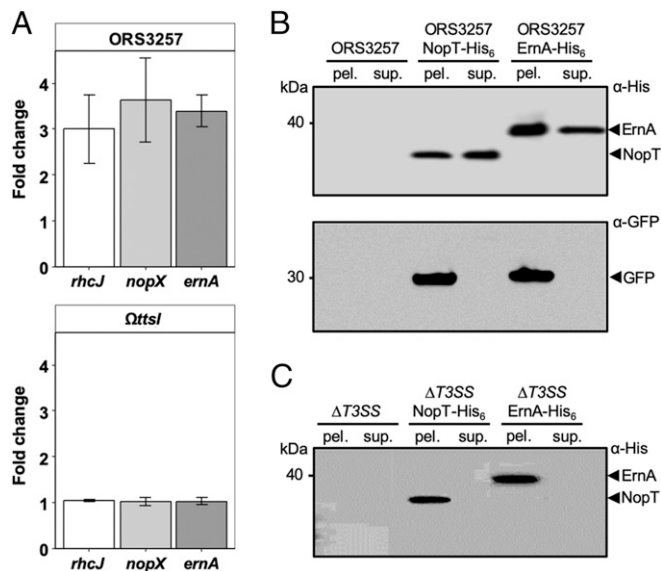 A
ORS3257
Fold change
4
3
2
1
0
rhcJ nopX ernA
ΩttsI
Fold change
4
3
2
1
0
rhcJ nopX ernA
B
ORS3257 ORS3257
ORS3257 NopT-His6 ErnA-His6
pel. sup. pel. sup. pel. sup.
kDa α-His
40
ErnA
NopT
α-GFP
30 GFP
C
ΔT3SS ΔT3SS
ΔT3SS NopT-His6 ErnA-His6
pel. sup. pel. sup. pel. sup.
kDa α-His
40 ErnA
NopT